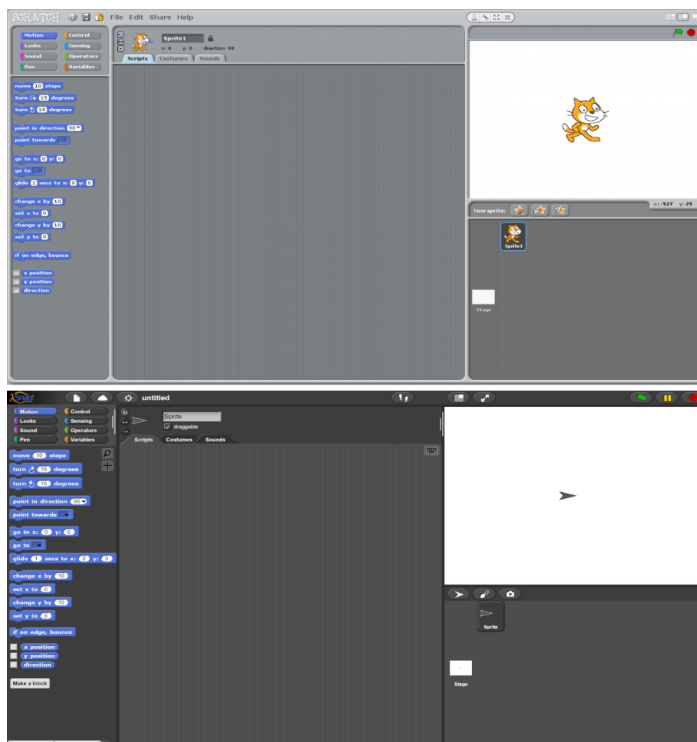 SCRATCH File Edit Share Help
Motion Control
Looks Sensing
Sound Operators
Pen Variables
Sprite1
x: 0 y: 0 direction: 90
Scripts Costumes Sounds
move 10 steps
turn 15 degrees
turn 15 degrees
point in direction 90
point towards
go to x: 0 y: 0
go to
glide 1 secs to x: 0 y: 0
change x by 10
set x to 0
change y by 10
set y to 0
if on edge, bounce
x position
y position
direction
x: -527 y: 25
New sprite:
Sprite1
Stage
Snap! untitled
Motion Control
Looks Sensing
Sound Operators
Pen Variables
Sprite
draggable
Scripts Costumes Sounds
move 10 steps
turn 15 degrees
turn 15 degrees
point in direction 90
point towards
go to x: 0 y: 0
go to
glide 1 secs to x: 0 y: 0
change x by 10
set x to 0
change y by 10
set y to 0
if on edge, bounce
x position
y position
direction
Make a block
Sprite
Stage